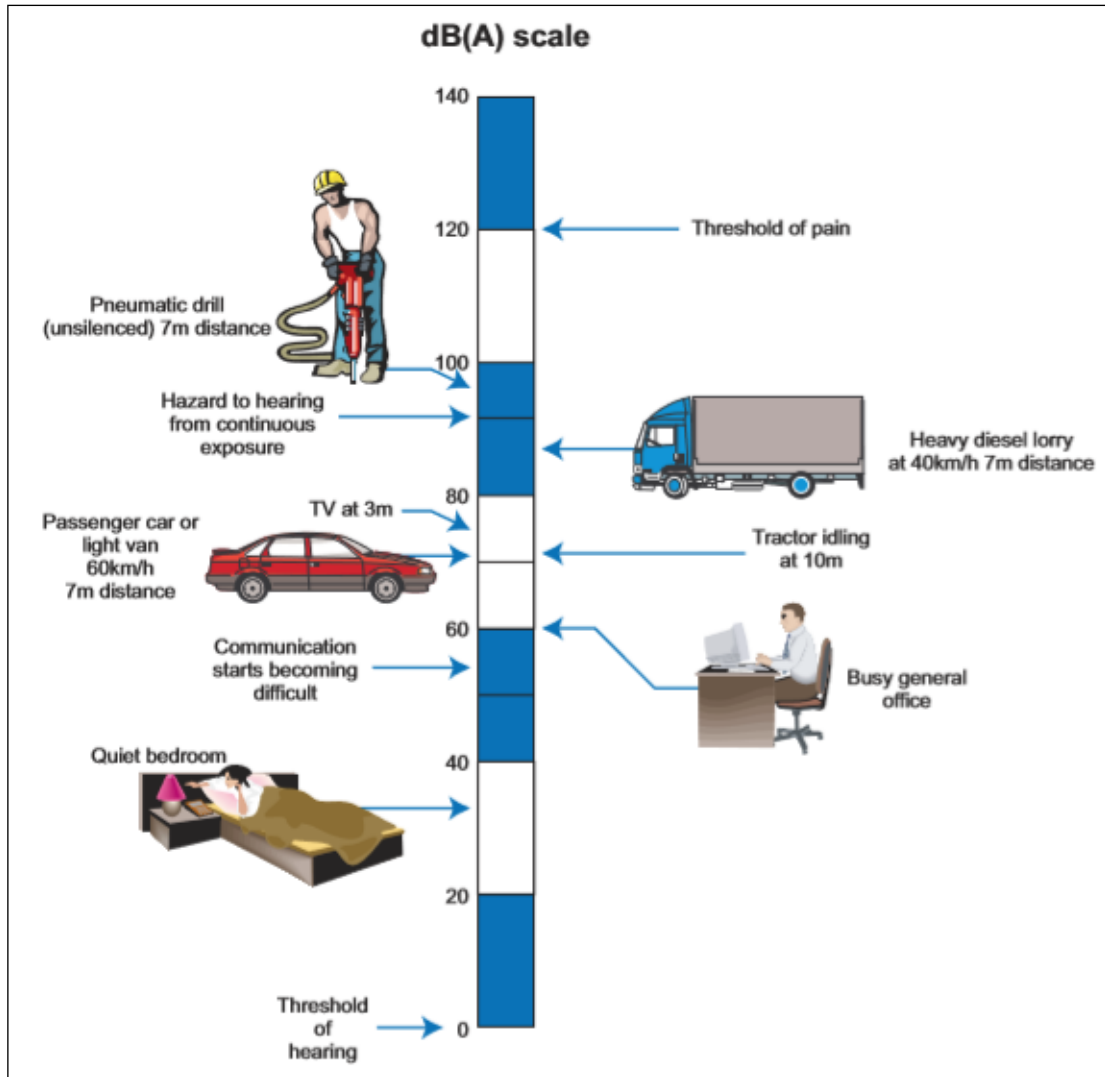 dB(A) scale
140
120
Threshold of pain
Pneumatic drill
(unsilenced) 7m distance
100
Hazard to hearing
from continuous
exposure
Heavy diesel lorry
at 40km/h 7m distance
80
TV at 3m
Passenger car or
light van
60km/h
7m distance
Tractor idling
at 10m
60
Communication
starts becoming
difficult
Busy general
office
Quiet bedroom
40
20
Threshold
of
hearing
0